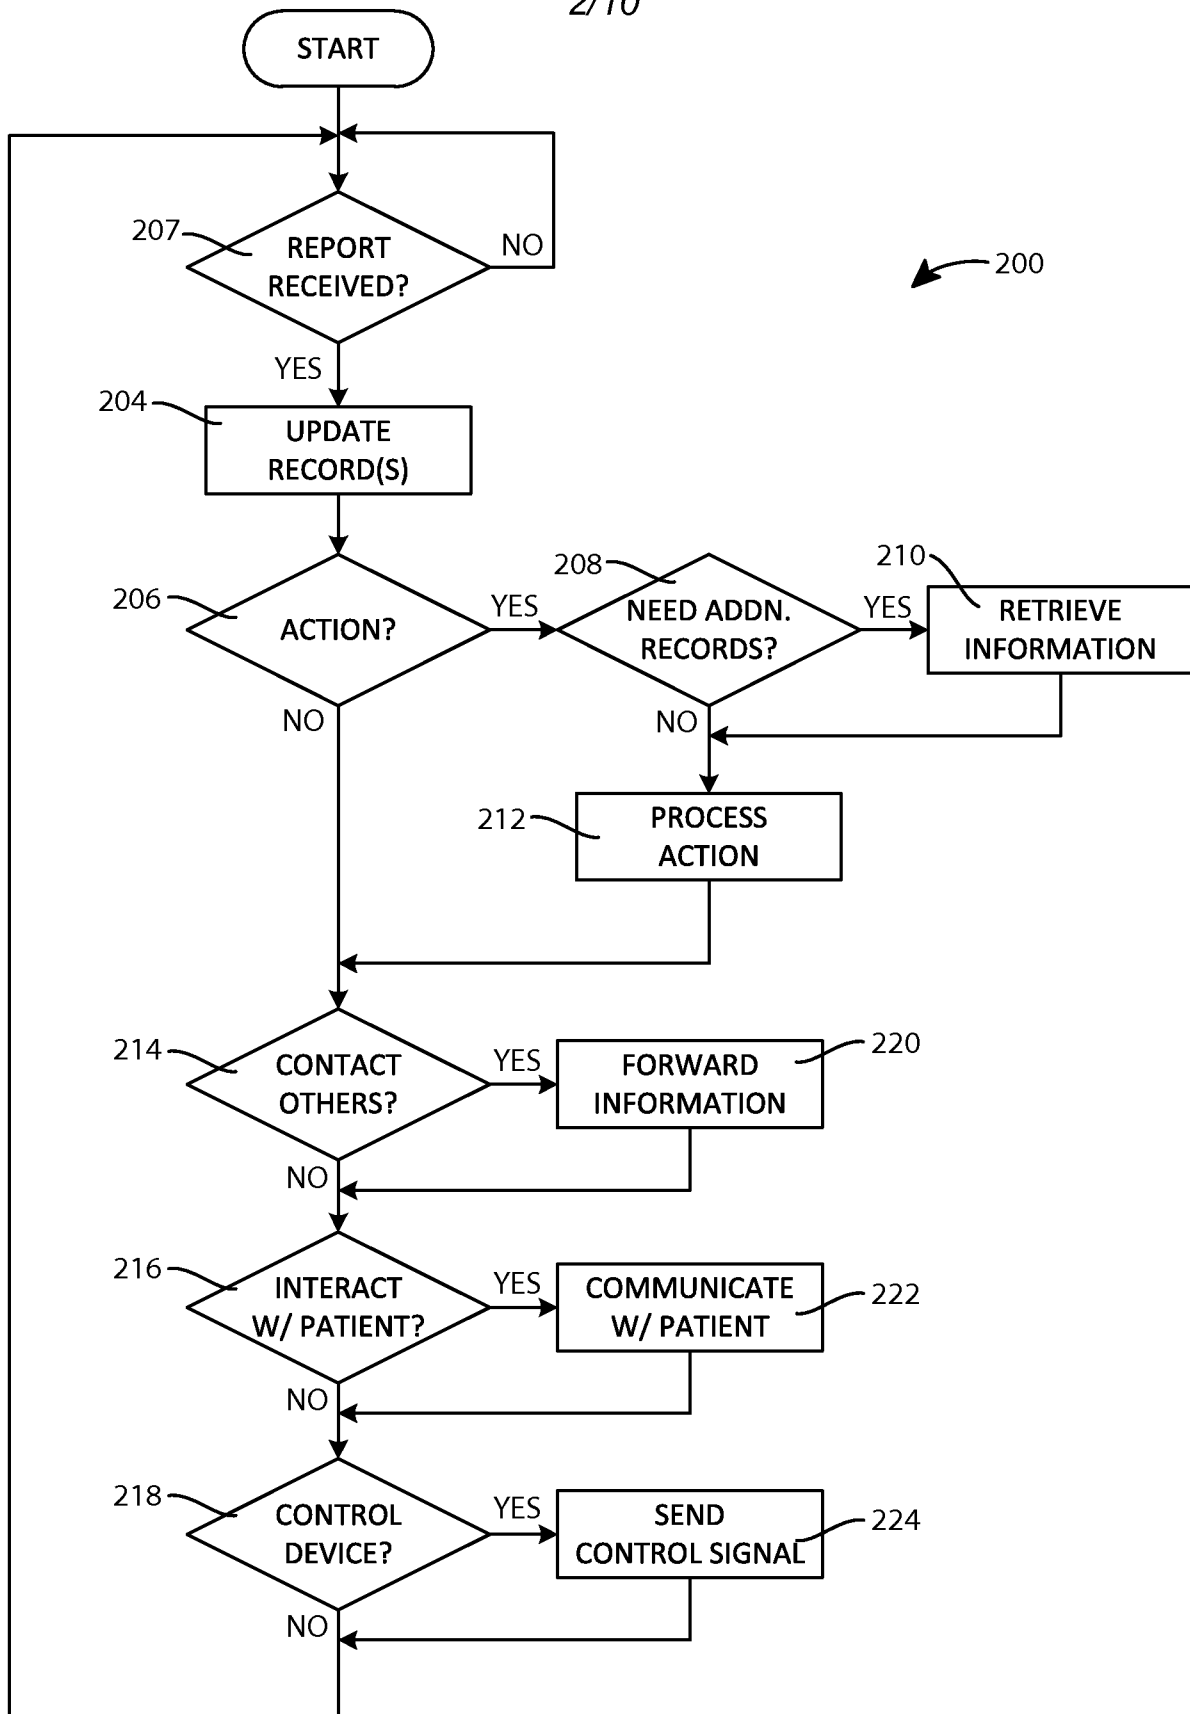 2/10
START
207
REPORT
RECEIVED?
NO
200
YES
204
UPDATE
RECORD(S)
206
ACTION?
YES
208
NEED ADDN.
RECORDS?
YES
210
RETRIEVE
INFORMATION
NO
NO
212
PROCESS
ACTION
214
CONTACT
OTHERS?
YES
FORWARD
INFORMATION
220
NO
216
INTERACT
W/ PATIENT?
YES
COMMUNICATE
W/ PATIENT
222
NO
218
CONTROL
DEVICE?
YES
SEND
CONTROL SIGNAL
224
NO